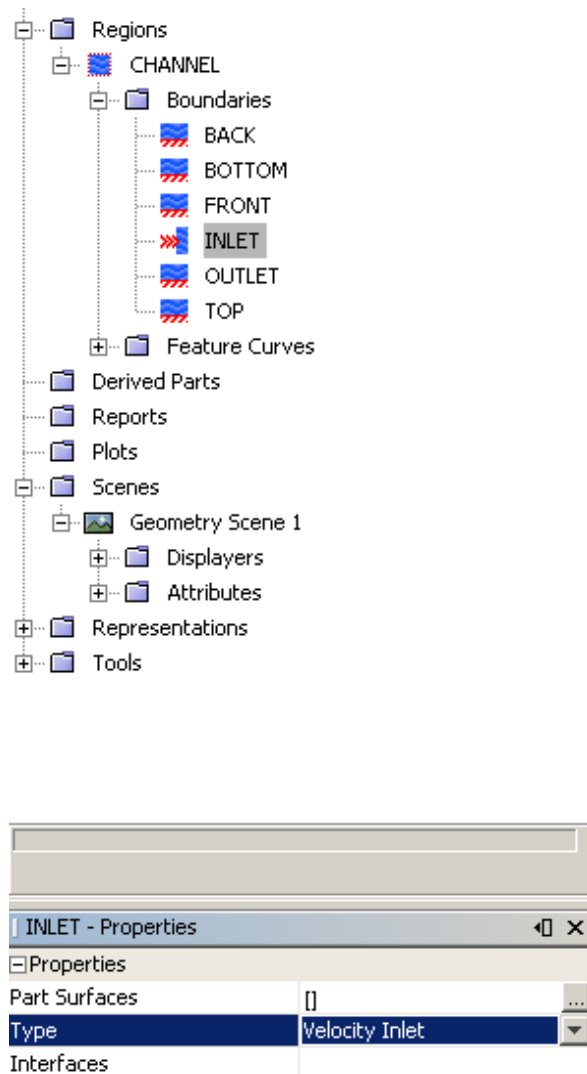 Regions
CHANNEL
Boundaries
BACK
BOTTOM
FRONT
INLET
OUTLET
TOP
Feature Curves
Derived Parts
Reports
Plots
Scenes
Geometry Scene 1
Displayers
Attributes
Representations
Tools
INLET - Properties
Properties
Part Surfaces [] ...
Type Velocity Inlet
Interfaces